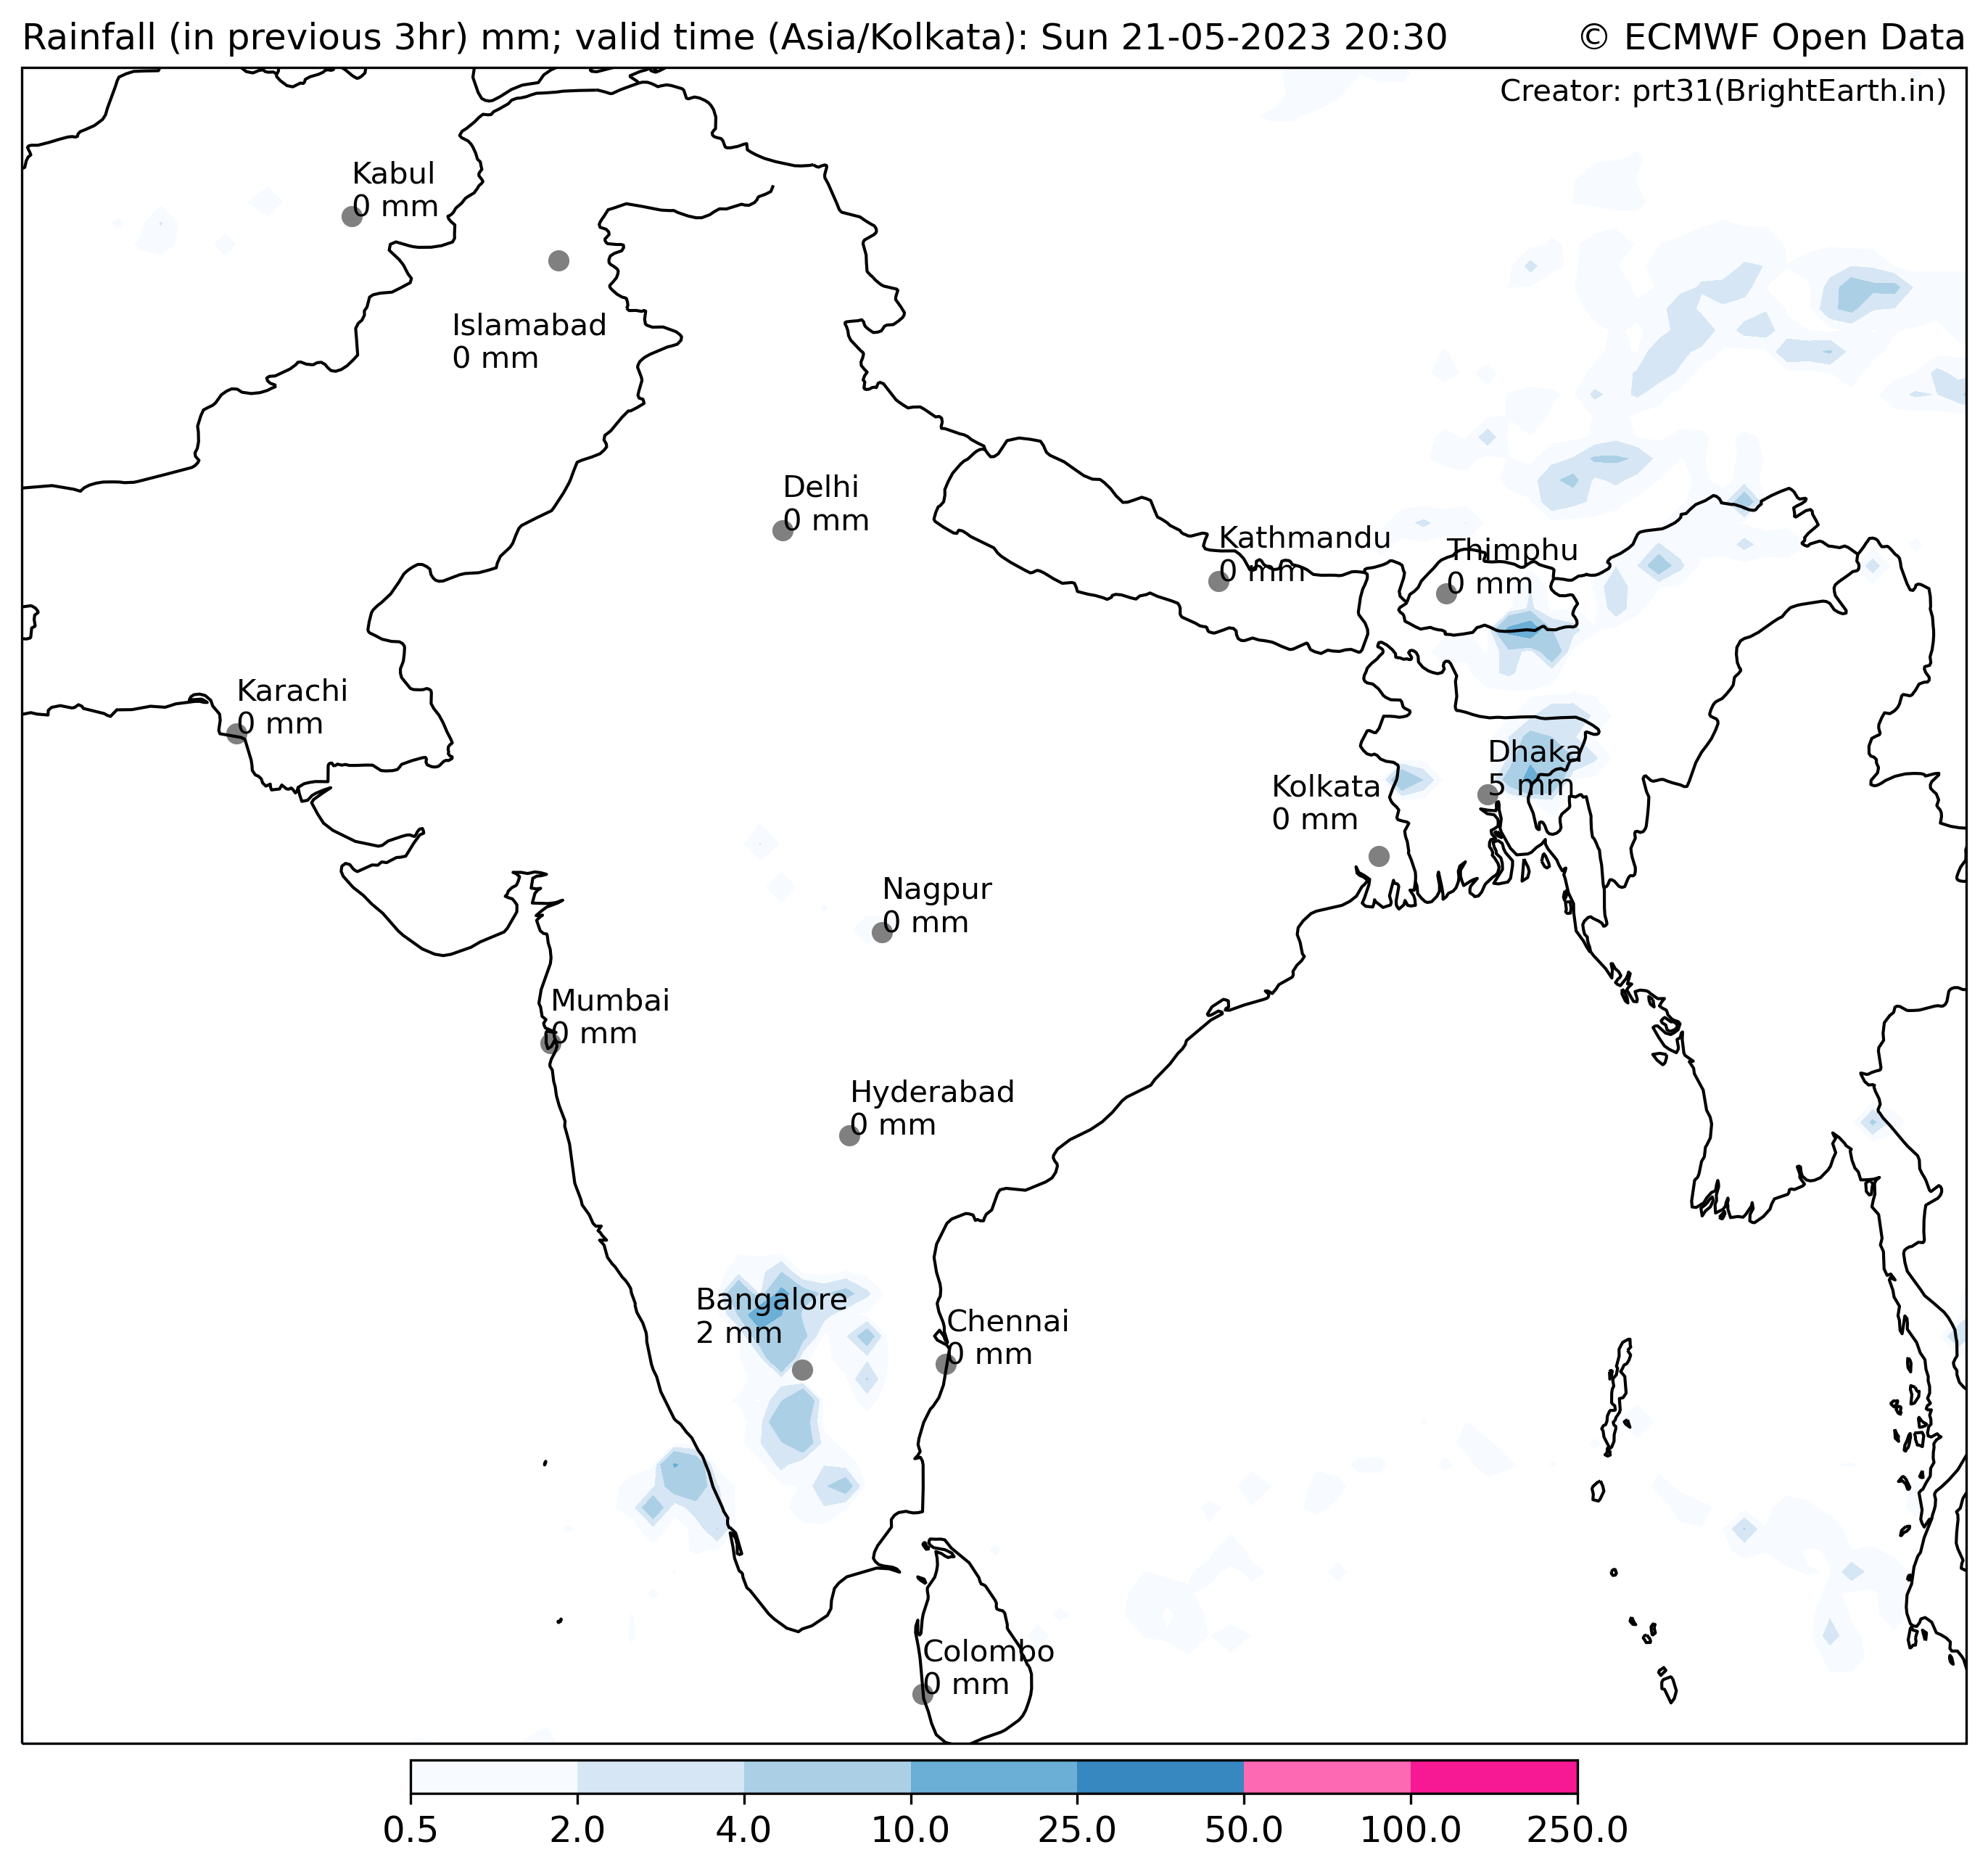 Rainfall (in previous 3hr) mm; valid time (Asia/Kolkata): Sun 21-05-2023 20:30
© ECMWF Open Data
Creator: prt31(BrightEarth.in)
Kabul
0 mm
Islamabad
0 mm
Delhi
0 mm
Kathmandu
0 mm
Thimphu
0 mm
Karachi
0 mm
Dhaka
5 mm
Kolkata
0 mm
Nagpur
0 mm
Mumbai
0 mm
Hyderabad
0 mm
Bangalore
2 mm
Chennai
0 mm
Colombo
0 mm
0.5 2.0 4.0 10.0 25.0 50.0 100.0 250.0